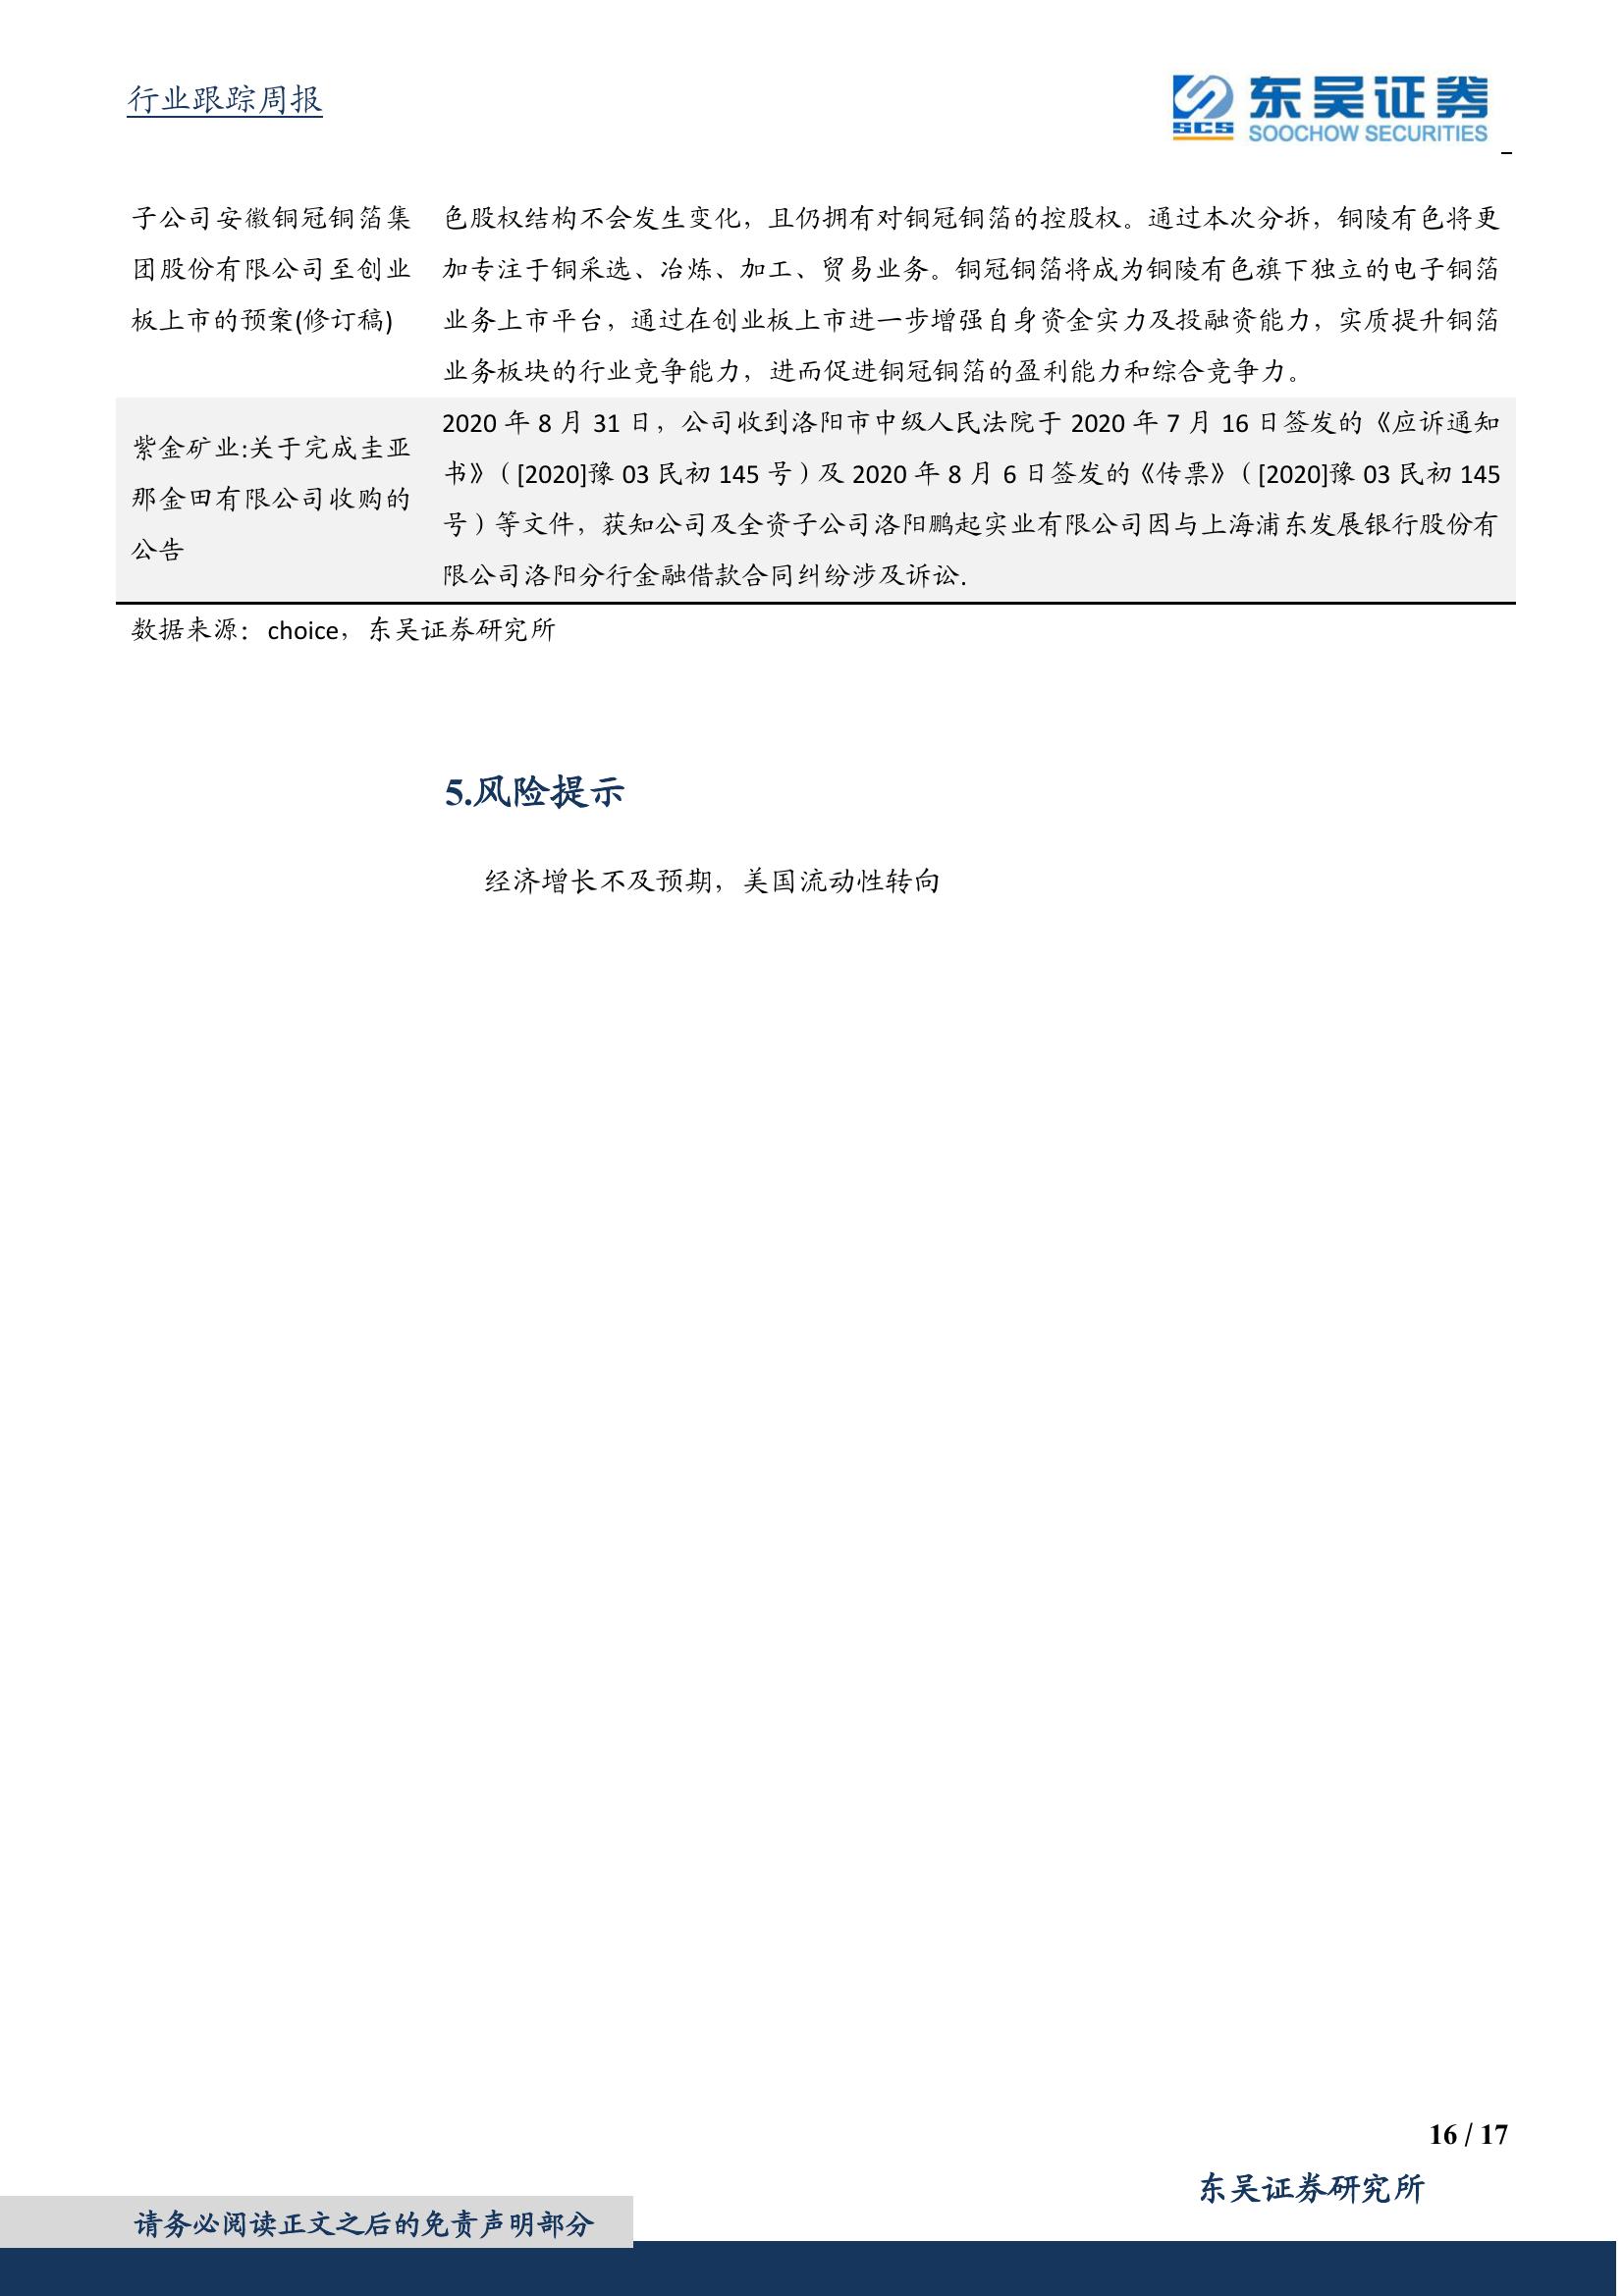 行业跟踪周报
SCS
东吴证券
SOOCHOW SECURITIES
子公司安徽铜冠铜箔集
团股份有限公司至创业
板上市的预案(修订稿)
色股权结构不会发生变化，且仍拥有对铜冠铜箔的控股权。通过本次分拆，铜陵有色将更
加专注于铜采选、冶炼、加工、贸易业务。铜冠铜箔将成为铜陵有色旗下独立的电子铜箔
业务上市平台，通过在创业板上市进一步增强自身资金实力及投融资能力，实质提升铜箔
业务板块的行业竞争能力，进而促进铜冠铜箔的盈利能力和综合竞争力。
紫金矿业:关于完成圭亚
那金田有限公司收购的
公告
2020 年 8 月 31 日，公司收到洛阳市中级人民法院于 2020 年 7 月 16 日签发的《应诉通知
书》（[2020]豫 03 民初 145 号）及 2020 年 8 月 6 日签发的《传票》（[2020]豫 03 民初 145
号）等文件，获知公司及全资子公司洛阳鹏起实业有限公司因与上海浦东发展银行股份有
限公司洛阳分行金融借款合同纠纷涉及诉讼.
数据来源：choice，东吴证券研究所
5.风险提示
经济增长不及预期，美国流动性转向
16 / 17
东吴证券研究所
请务必阅读正文之后的免责声明部分